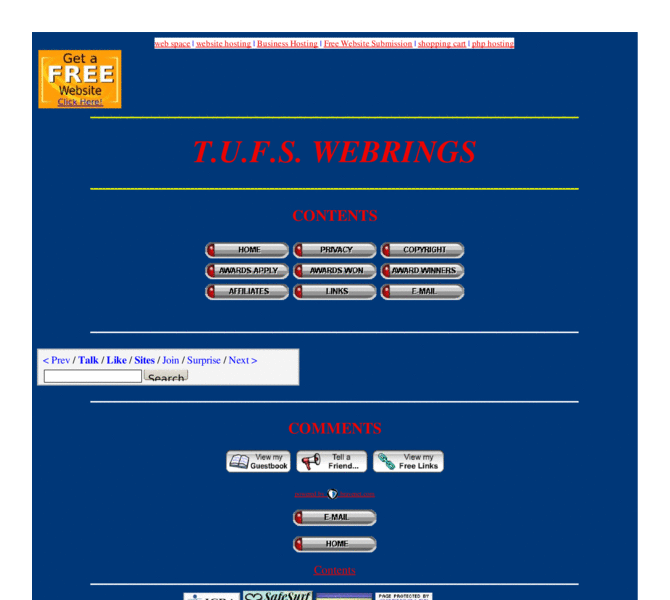 web space | website hosting | Business Hosting | Free Website Submission | shopping cart | php hosting
Get a
FREE
Website
Click Here!
T.U.F.S. WEBRINGS
CONTENTS
HOME PRIVACY COPYRIGHT
AWARDS APPLY AWARDS WON AWARD WINNERS
AFFILIATES LINKS E-MAIL
< Prev / Talk / Like / Sites / Join / Surprise / Next >
Search
COMMENTS
View my Guestbook
Tell a Friend...
View my Free Links
E-MAIL
HOME
Contents
SafeSurf
PAGE PROTECTED BY